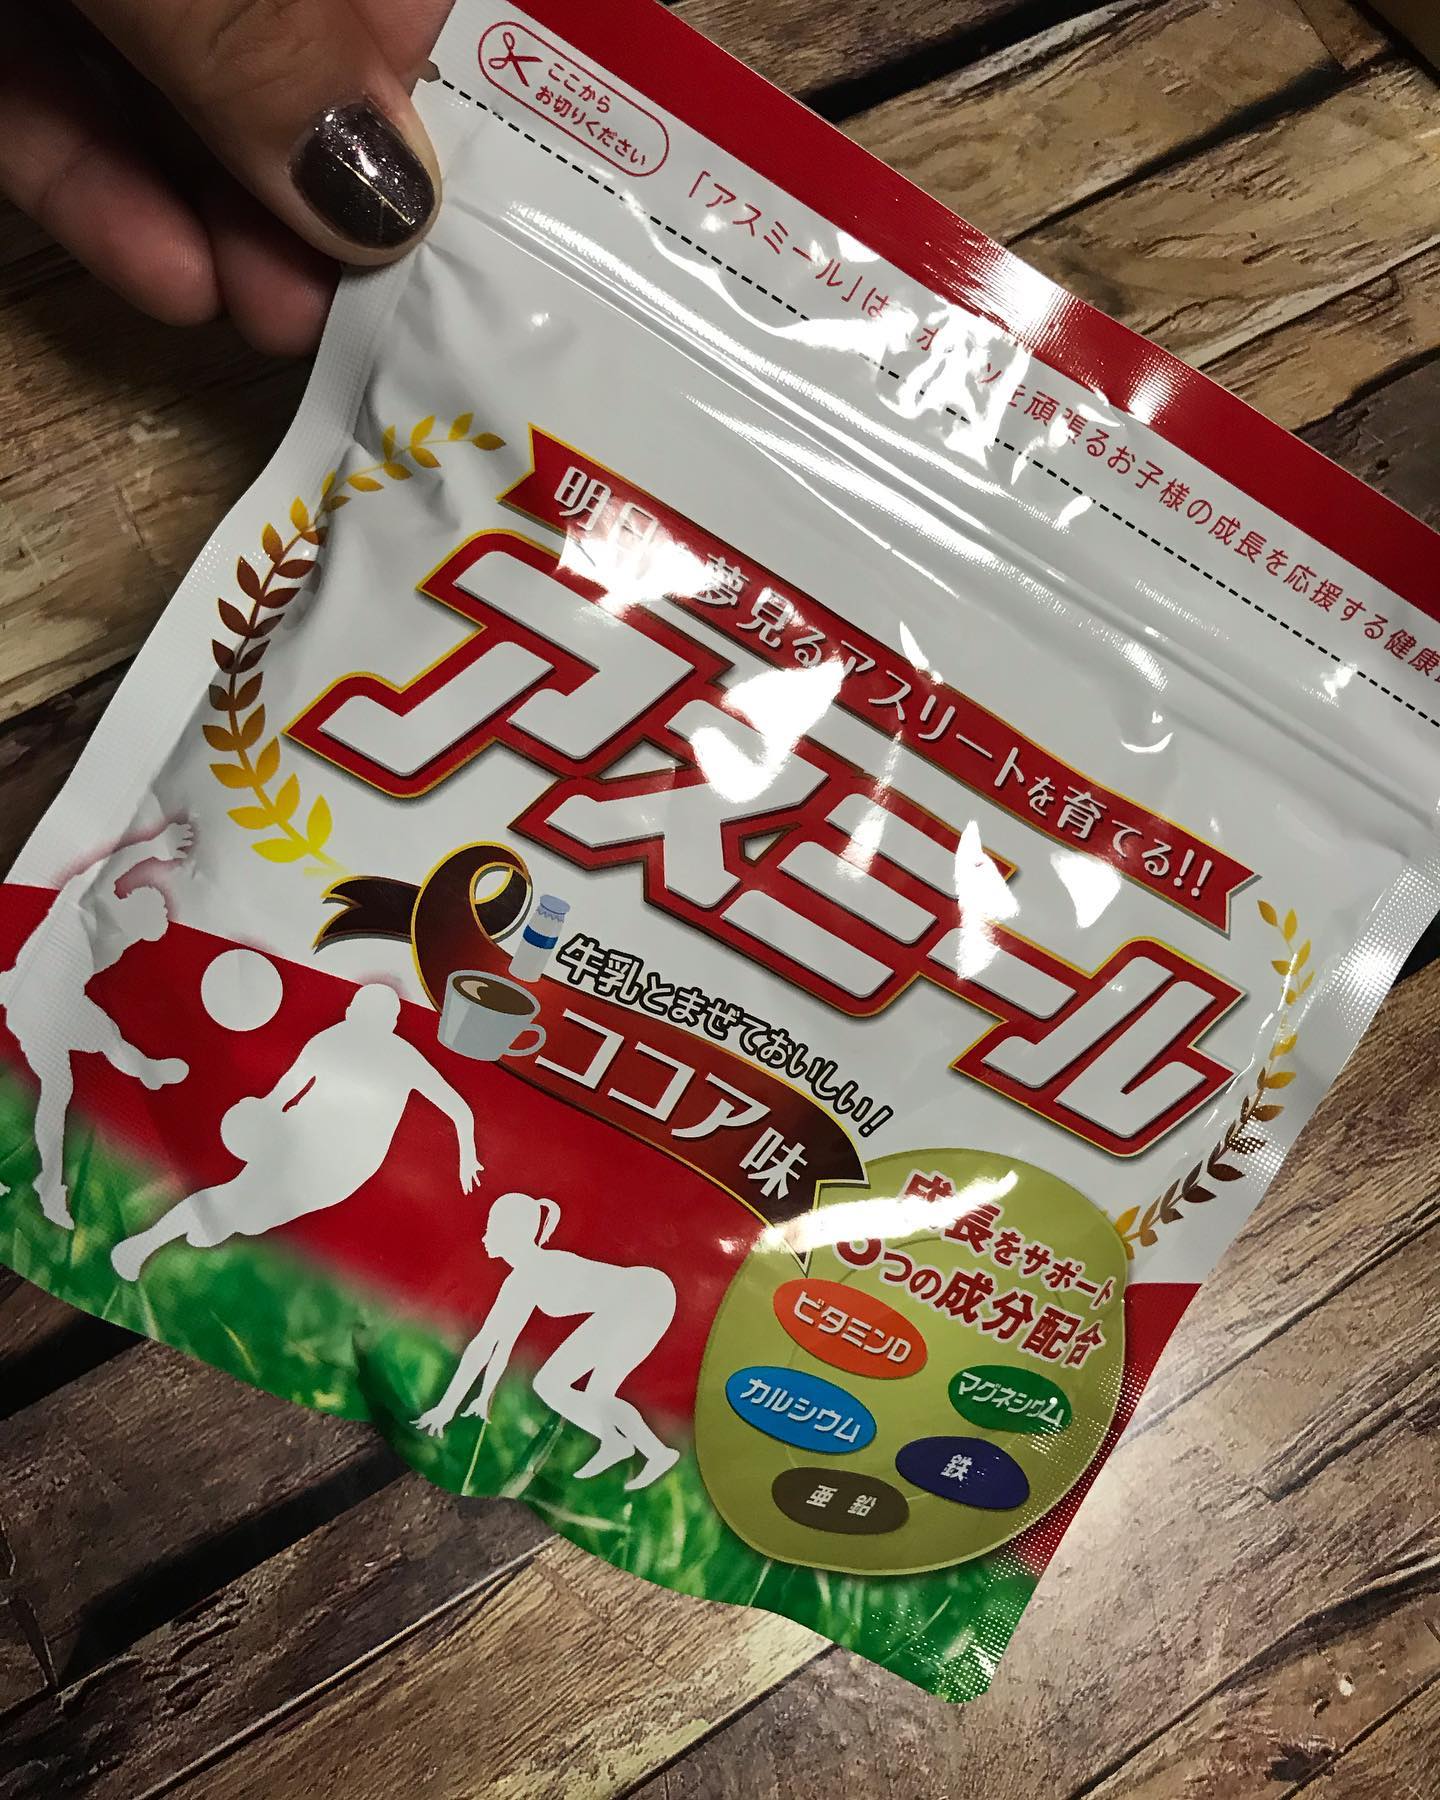 ここから
お切りください
「アスミール」は を頑張るお子様の成長を応援する健康
明日 夢見るアスリートを育てる!!
アスミール
牛乳とまぜておいしい!
ココア味
成長をサポート
つの成分配合
ビタミンD
マグネシウム
カルシウム
鉄
亜鉛